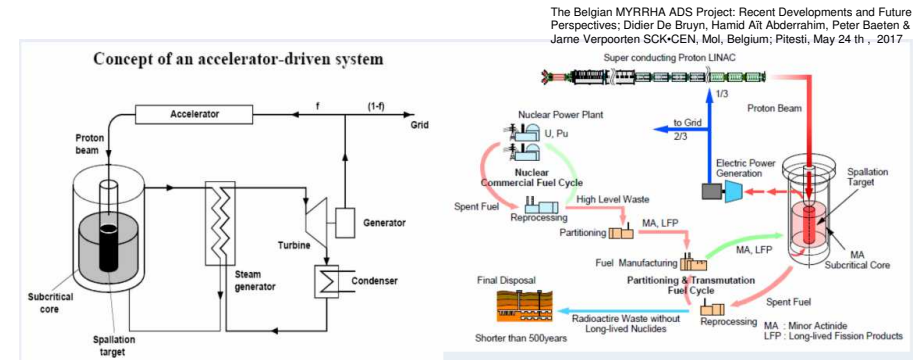 The Belgian MYRRHA ADS Project: Recent Developments and Future
Perspectives; Didier De Bruyn, Hamid Aït Abderrahim, Peter Baeten &
Jarne Verpoorten SCK•CEN, Mol, Belgium; Pitesti, May 24 th , 2017
Concept of an accelerator-driven system
Accelerator
f
(1-f)
Grid
Proton
beam
Generator
Turbine
Condenser
Steam
generator
Subcritical
core
Spallation
target
Super conducting Proton LINAC
1/3
Proton Beam
Nuclear Power Plant
to Grid
2/3
U, Pu
Nuclear
Commercial Fuel Cycle
Electric Power
Generation
Spallation
Target
Spent Fuel
High Level Waste
Reprocessing
MA, LFP
Partitioning
MA, LFP
MA
Subcritical Core
Fuel Manufacturing
Partitioning & Transmutation
Fuel Cycle
Final Disposal
Spent Fuel
Radioactire Waste without
Long-lived Nuclides
Reprocessing
MA : Minor Actinide
LFP : Long-lived Fission Products
Shorter than 500years